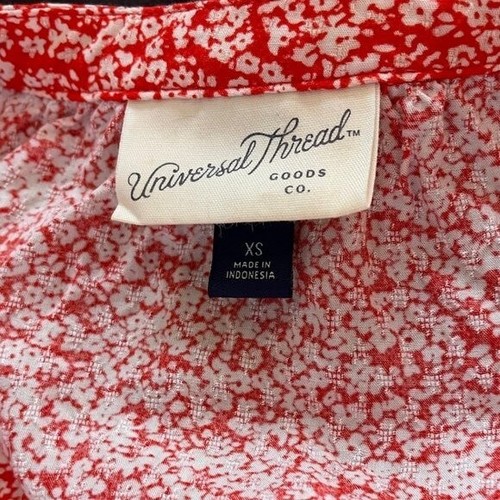 Universal Thread™
GOODS
CO.
XS
MADE IN
INDONESIA